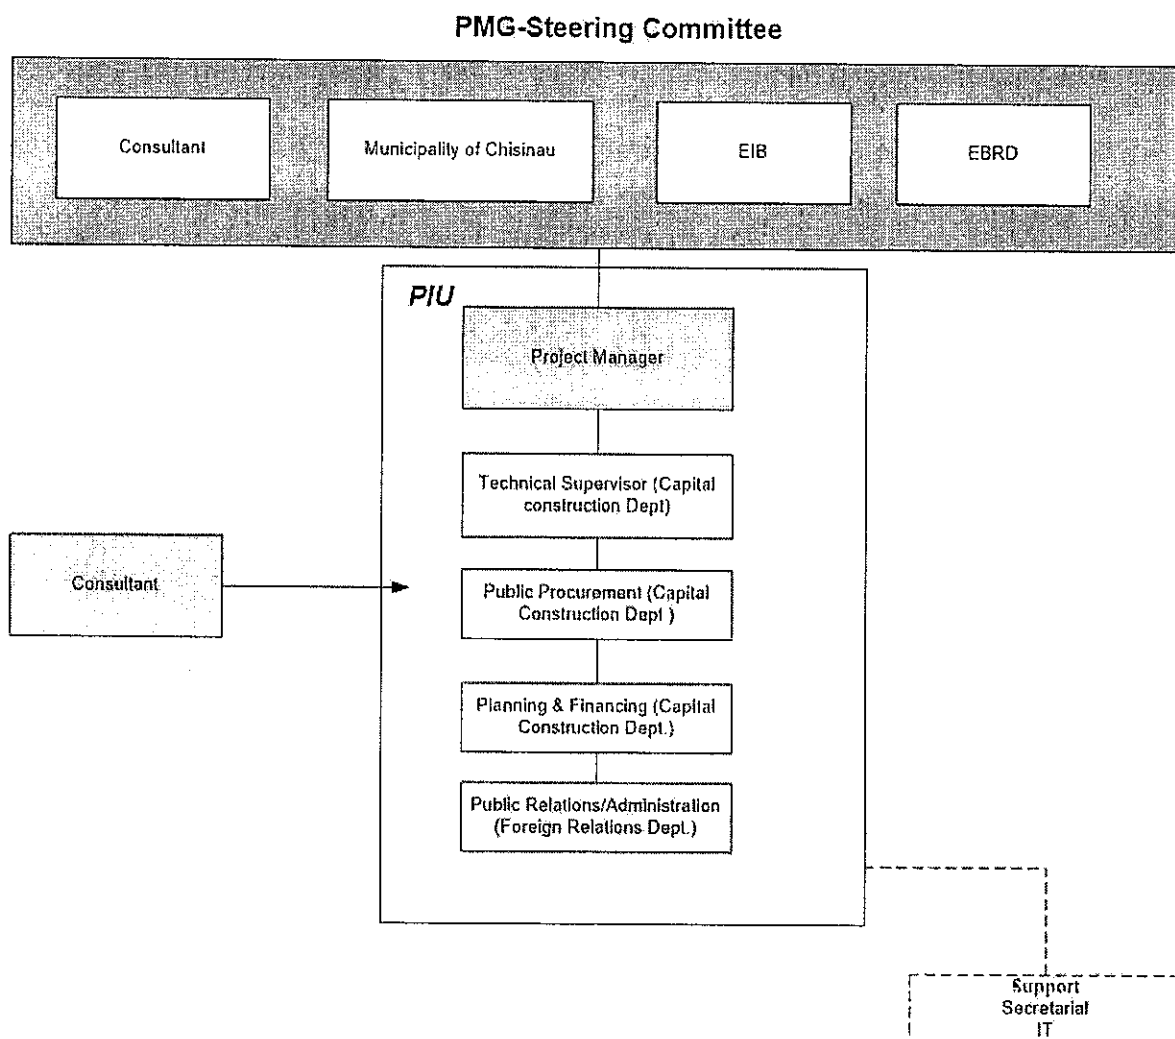 PMG-Steering Committee
Consultant
Municipality of Chisinau
EIB
EBRD
PIU
Project Manager
Technical Supervisor (Capital
construction Dept)
Consultant
Public Procurement (Capital
Construction Dept )
Planning & Financing (Capital
Construction Dept.)
Public Relations/Administration
(Foreign Relations Dept.)
Support
Secretarial
IT